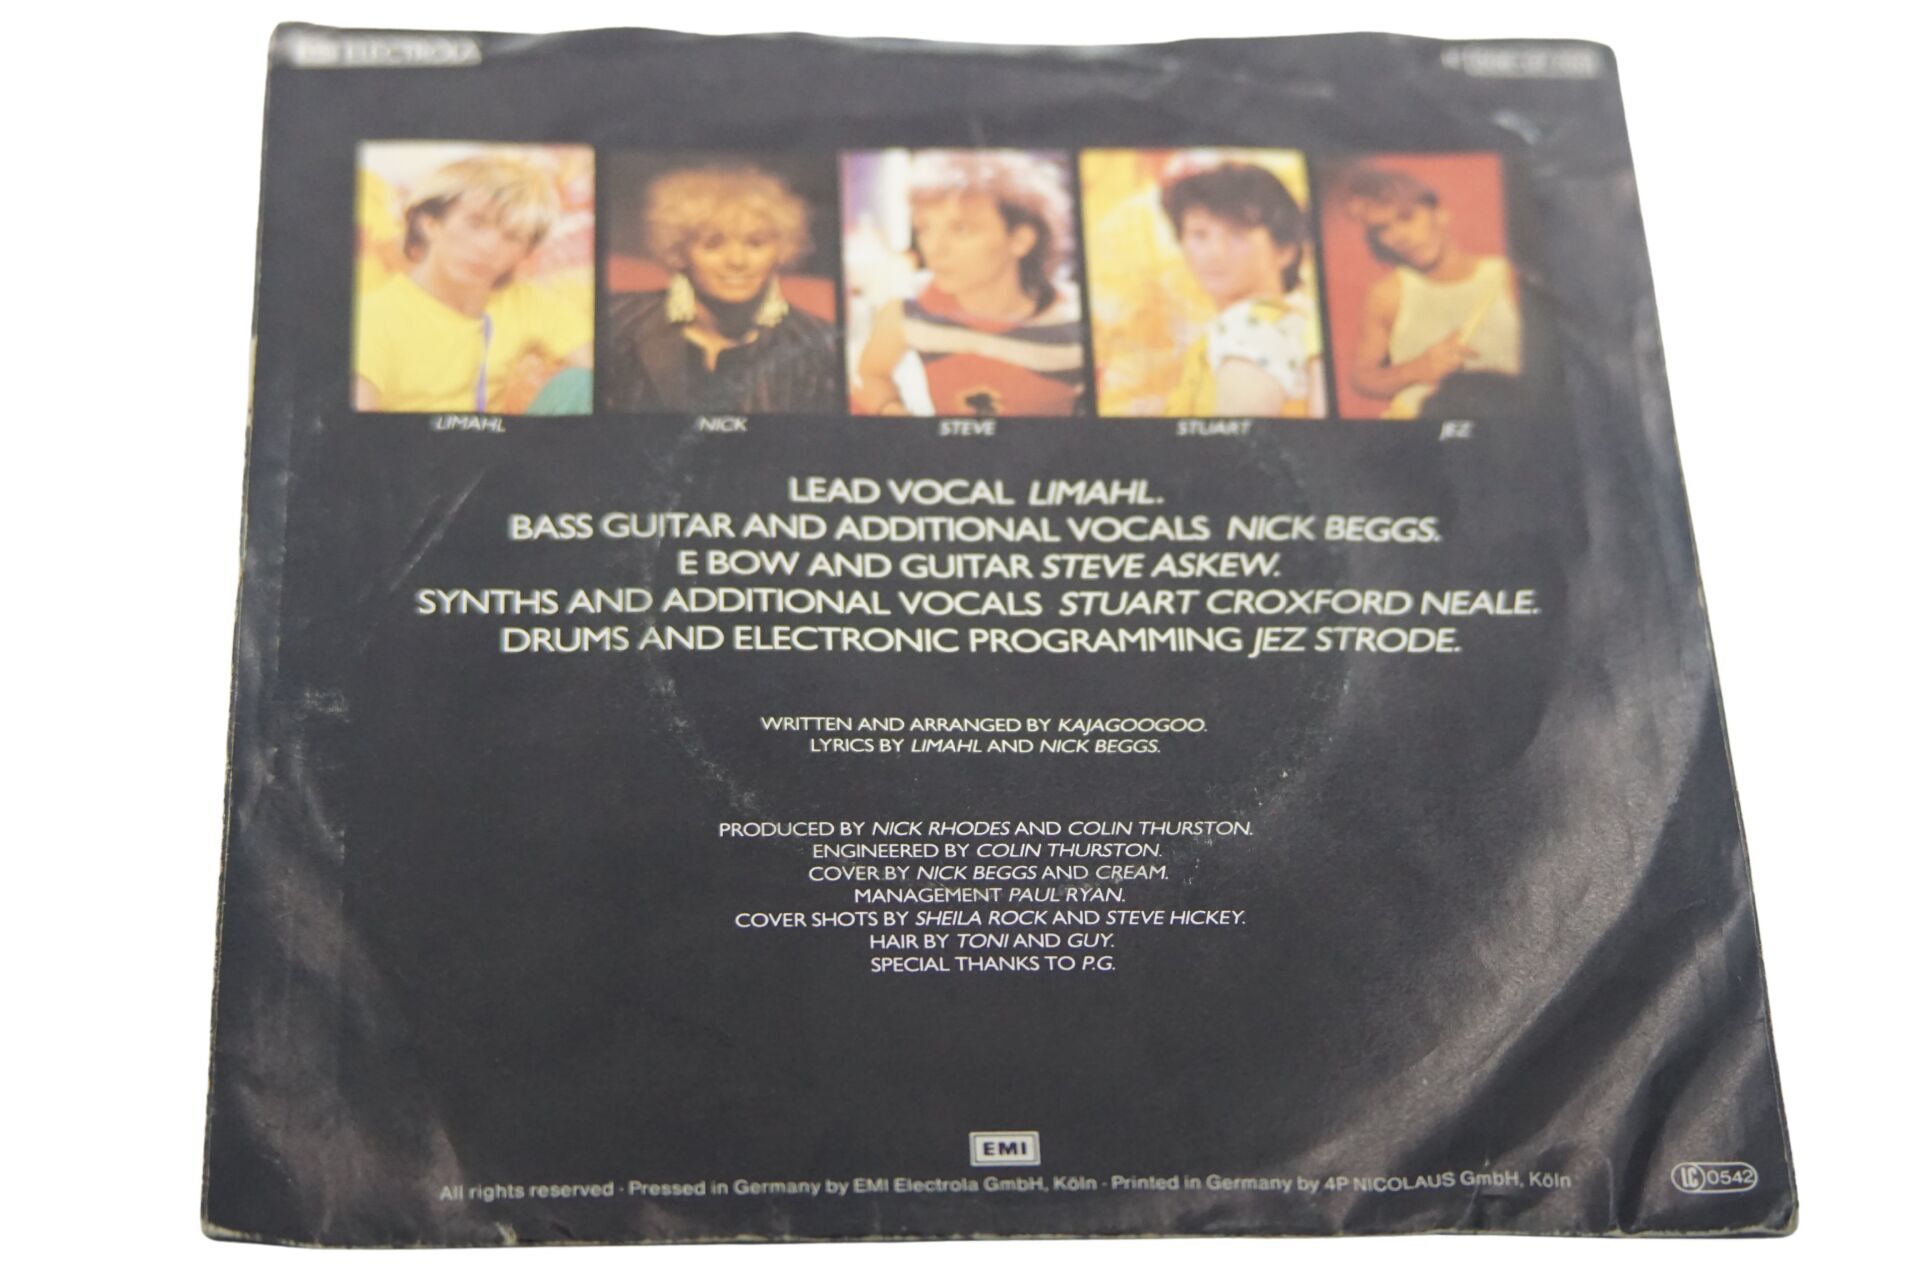 ELECTROLA
LIMAHL NICK STEVE STUART JEZ
LEAD VOCAL LIMAHL.
BASS GUITAR AND ADDITIONAL VOCALS NICK BEGGS.
E BOW AND GUITAR STEVE ASKEW.
SYNTHS AND ADDITIONAL VOCALS STUART CROXFORD NEALE.
DRUMS AND ELECTRONIC PROGRAMMING JEZ STRODE.
WRITTEN AND ARRANGED BY KAJAGOOGOO.
LYRICS BY LIMAHL AND NICK BEGGS.
PRODUCED BY NICK RHODES AND COLIN THURSTON.
ENGINEERED BY COLIN THURSTON.
COVER BY NICK BEGGS AND CREAM.
MANAGEMENT PAUL RYAN.
COVER SHOTS BY SHEILA ROCK AND STEVE HICKEY.
HAIR BY TONI AND GUY.
SPECIAL THANKS TO P.G.
EMI
All rights reserved · Pressed in Germany by EMI Electrola GmbH, Köln · Printed in Germany by 4P NICOLAUS GmbH, Köln
LC 0542